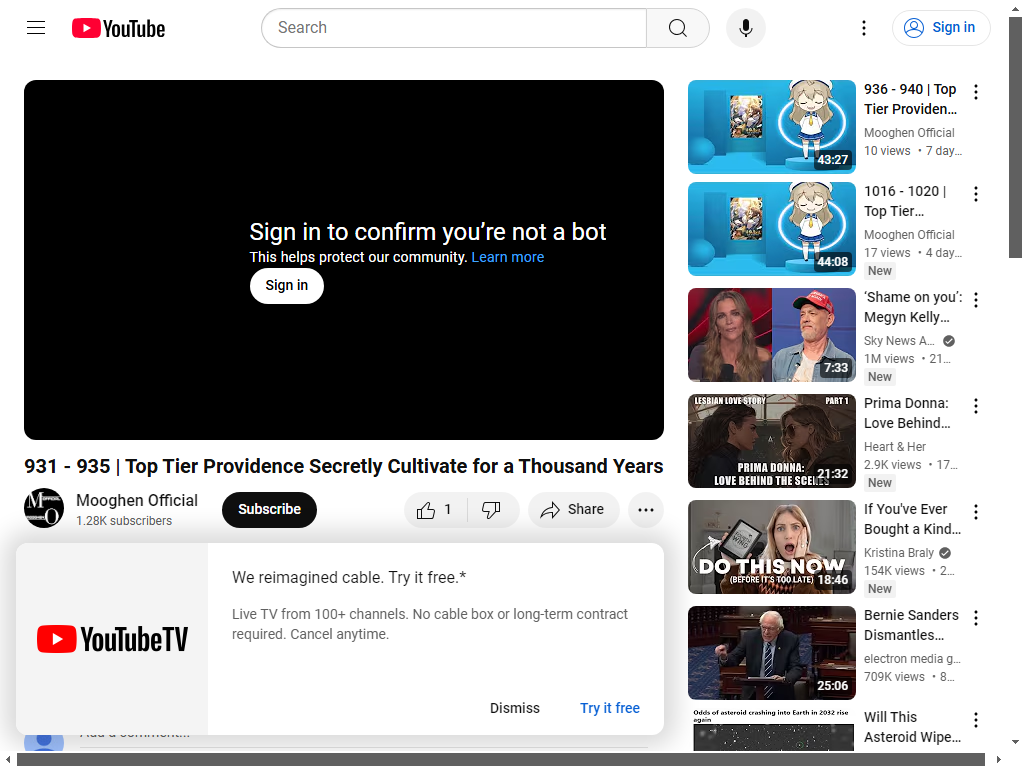 YouTube
Search
Sign in
Sign in to confirm you’re not a bot
This helps protect our community. Learn more
Sign in
931 - 935 | Top Tier Providence Secretly Cultivate for a Thousand Years
Mooghen Official
1.28K subscribers
Subscribe
1
Share
We reimagined cable. Try it free.*
Live TV from 100+ channels. No cable box or long-term contract
required. Cancel anytime.
YouTubeTV
Dismiss
Try it free
Add a comment...
936 - 940 | Top
Tier Providen...
Mooghen Official
10 views • 7 day...
43:27
1016 - 1020 |
Top Tier...
Mooghen Official
17 views • 4 day...
New
44:08
‘Shame on you’:
Megyn Kelly...
Sky News A...
1M views • 21...
New
7:33
LESBIAN LOVE STORY
PART 1
PRIMA DONNA:
LOVE BEHIND THE SCENES
21:32
Prima Donna:
Love Behind...
Heart & Her
2.9K views • 17...
New
DO THIS NOW
(BEFORE IT'S TOO LATE)
18:46
If You've Ever
Bought a Kind...
Kristina Braly
154K views • 2...
New
25:06
Bernie Sanders
Dismantles...
electron media g...
709K views • 8...
Odds of asteroid crashing into Earth in 2032 rise
again
Will This
Asteroid Wipe...